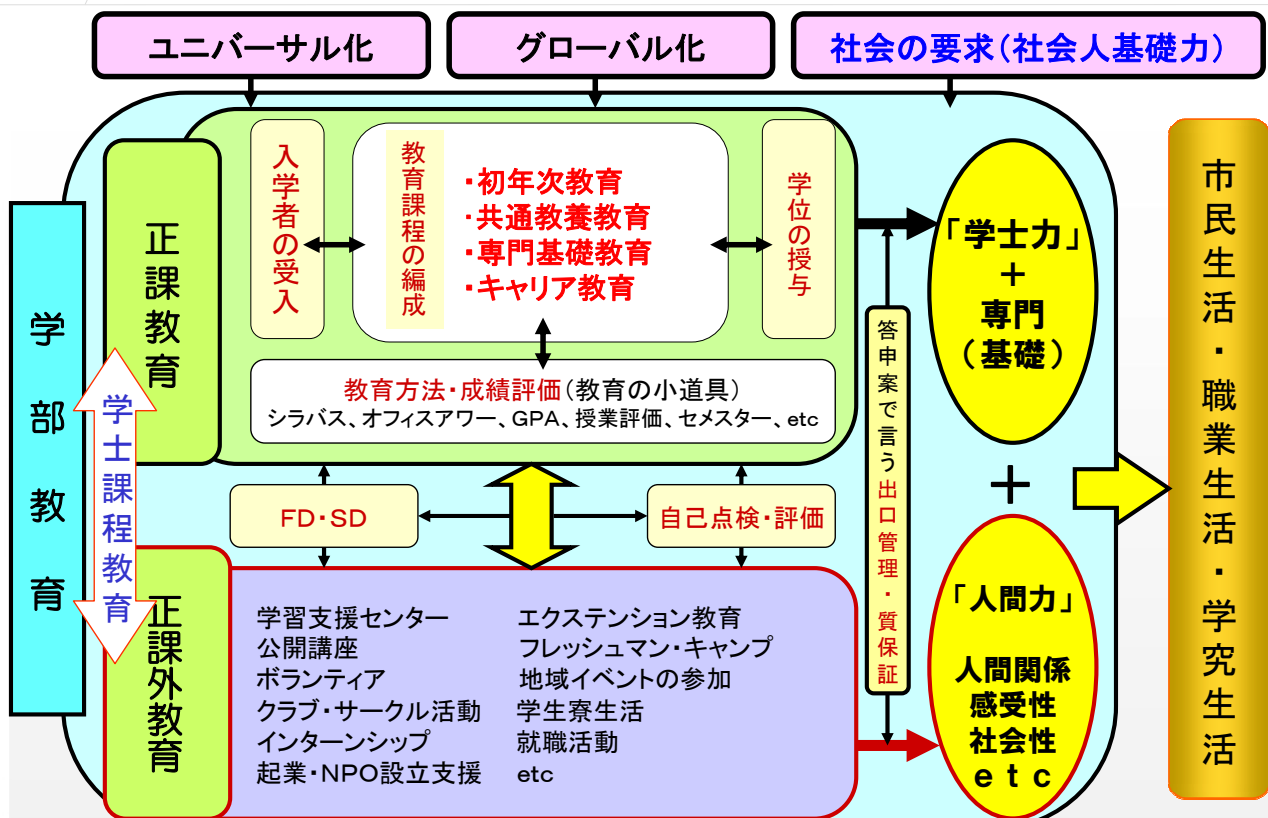 ユニバーサル化
グローバル化
社会の要求(社会人基礎力)
学部教育
学士課程教育
正課教育
入学者の受入
教育課程の編成
・初年次教育
・共通教養教育
・専門基礎教育
・キャリア教育
学位の授与
教育方法・成績評価(教育の小道具)
シラバス、オフィスアワー、GPA、授業評価、セメスター、etc
FD・SD
自己点検・評価
正課外教育
学習支援センター
公開講座
ボランティア
クラブ・サークル活動
インターンシップ
起業・NPO設立支援
エクステンション教育
フレッシュマン・キャンプ
地域イベントの参加
学生寮生活
就職活動
etc
答申案で言う出口管理・質保証
「学士力」
+
専門
(基礎)
+
「人間力」
人間関係
感受性
社会性
etc
市民生活・職業生活・学究生活